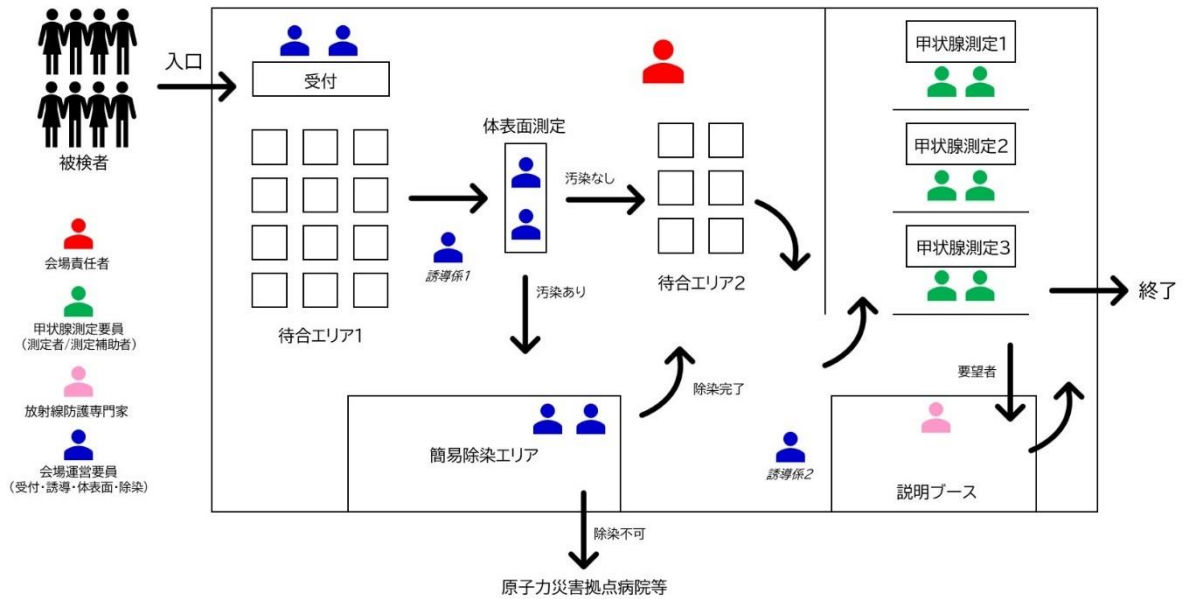 被検者
会場責任者
甲状腺測定要員
(測定者/測定補助者)
放射線防護専門家
会場運営要員
(受付・誘導・体表面・除染)
入口
受付
待合エリア1
誘導係1
体表面測定
汚染なし
汚染あり
待合エリア2
簡易除染エリア
除染完了
除染不可
原子力災害拠点病院等
誘導係2
甲状腺測定1
甲状腺測定2
甲状腺測定3
終了
要望者
説明ブース